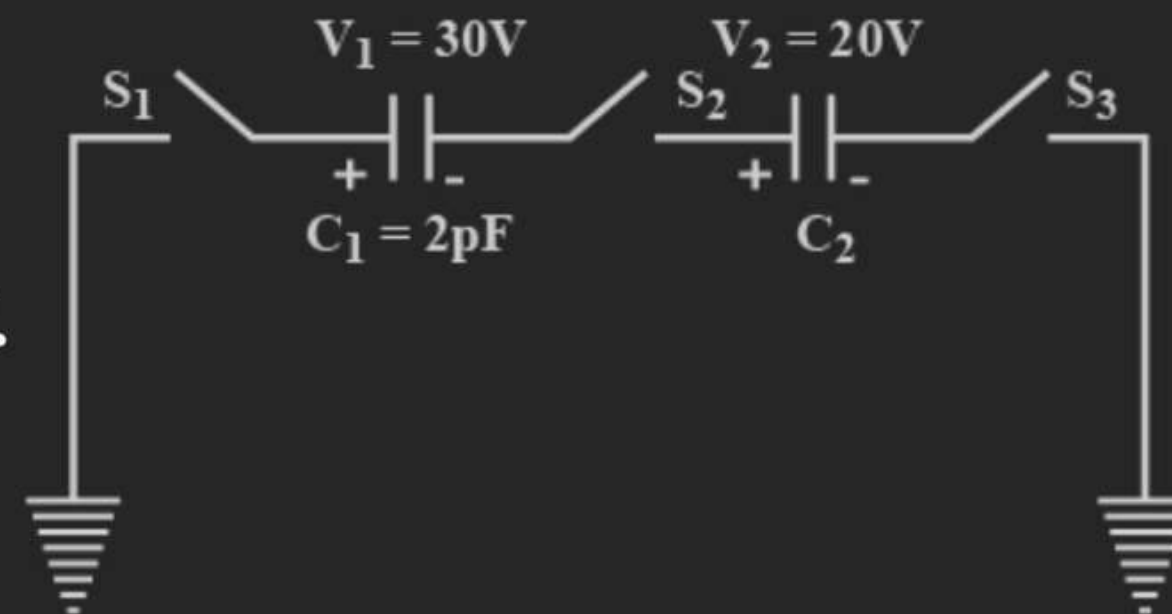 V₁ = 30V
V₂ = 20V
S₁
S₂
S₃
+
-
+
-
C₁ = 2pF
C₂